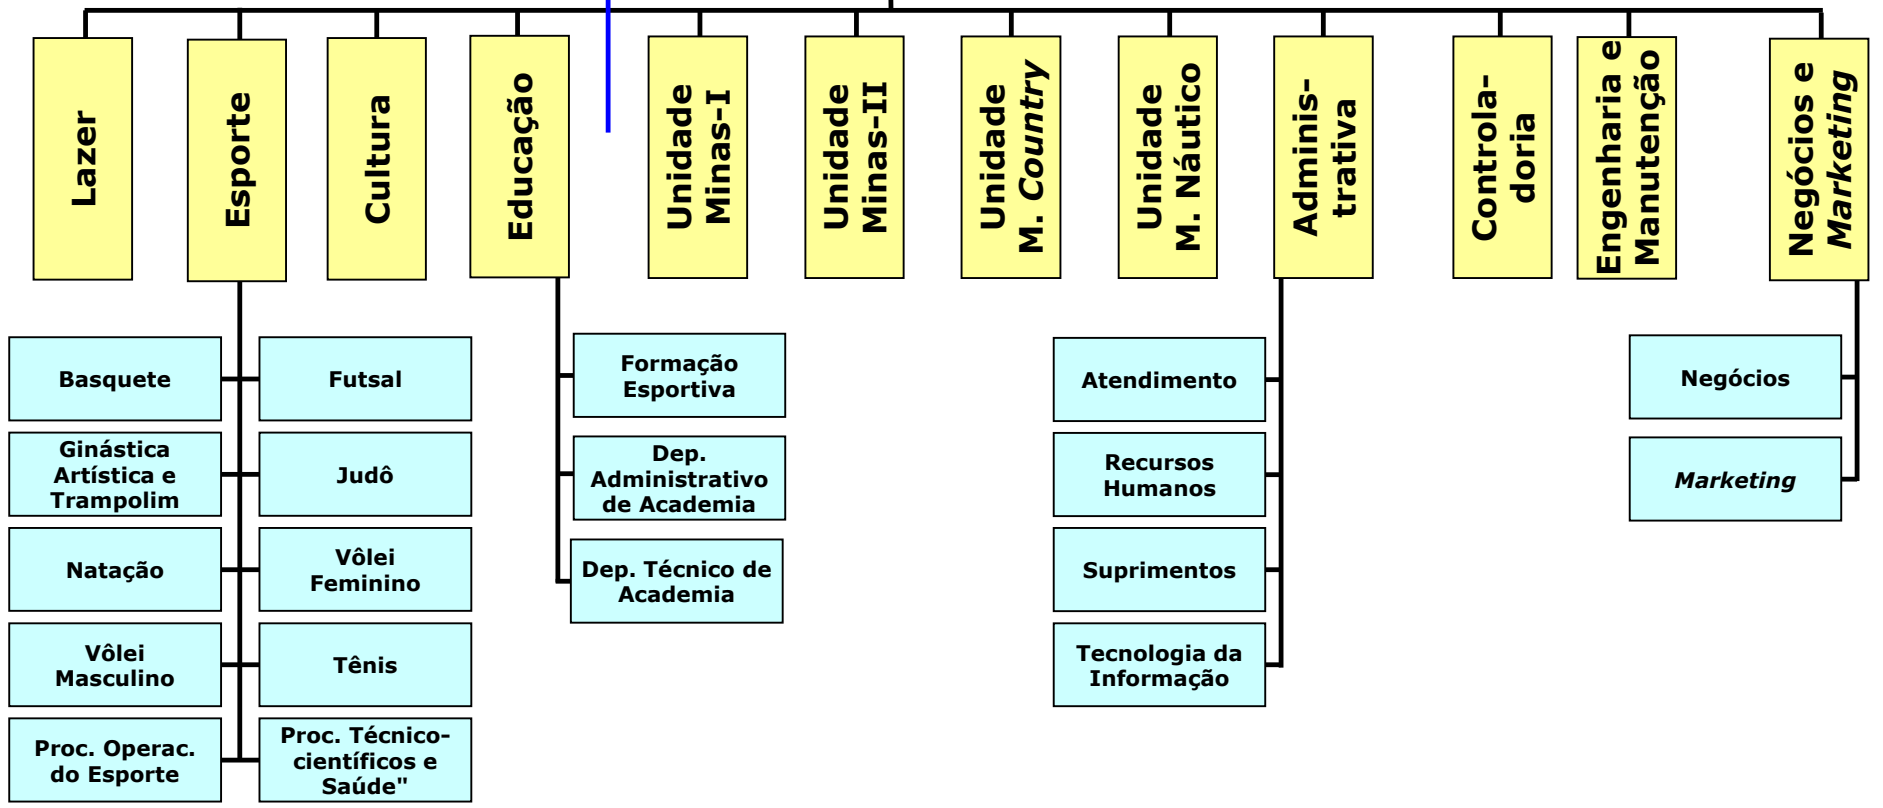 Lazer
Esporte
Cultura
Educação
Unidade
Minas-I
Unidade
Minas-II
Unidade
M. Country
Unidade
M. Náutico
Adminis-
trativa
Controla-
doria
Engenharia e
Manutenção
Negócios e
Marketing
Basquete
Futsal
Ginástica
Artística e
Trampolim
Judô
Natação
Vôlei
Feminino
Vôlei
Masculino
Tênis
Proc. Operac.
do Esporte
Proc. Técnico-
científicos e
Saúde"
Formação
Esportiva
Dep.
Administrativo
de Academia
Dep. Técnico de
Academia
Atendimento
Recursos
Humanos
Suprimentos
Tecnologia da
Informação
Negócios
Marketing